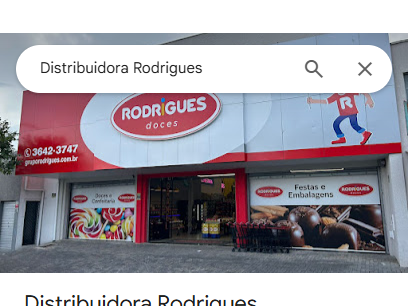 Distribuidora Rodrigues
RODRIGUES
doces
R
3642-3747
gruporodrigues.com.br
Doces e
Confeitaria
RODRIGUES
Festas e
Embalagens
RODRIGUES
RODRIGUES
Distribuidora Rodrigues